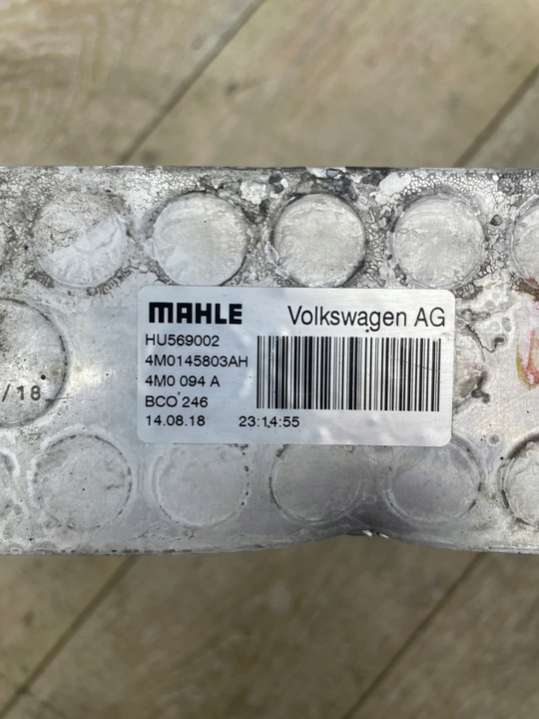 MAHLE Volkswagen AG
HU569002
4M0145803AH
4M0 094 A
BCO 246
14.08.18 23:14:55
/18